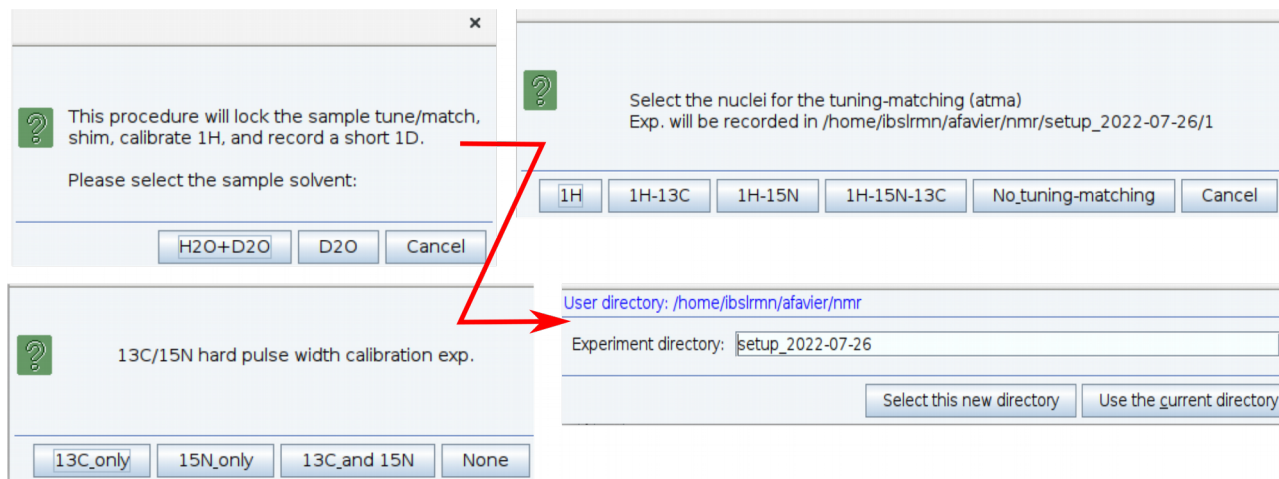 ×
This procedure will lock the sample tune/match,
shim, calibrate 1H, and record a short 1D.
Please select the sample solvent:
H2O+D2O D2O Cancel
Select the nuclei for the tuning-matching (atma)
Exp. will be recorded in /home/ibslrmn/afavier/nmr/setup_2022-07-26/1
1H 1H-13C 1H-15N 1H-15N-13C No_tuning-matching Cancel
13C/15N hard pulse width calibration exp.
13C_only 15N_only 13C_and 15N None
User directory: /home/ibslrmn/afavier/nmr
Experiment directory: setup_2022-07-26
Select this new directory Use the current directory